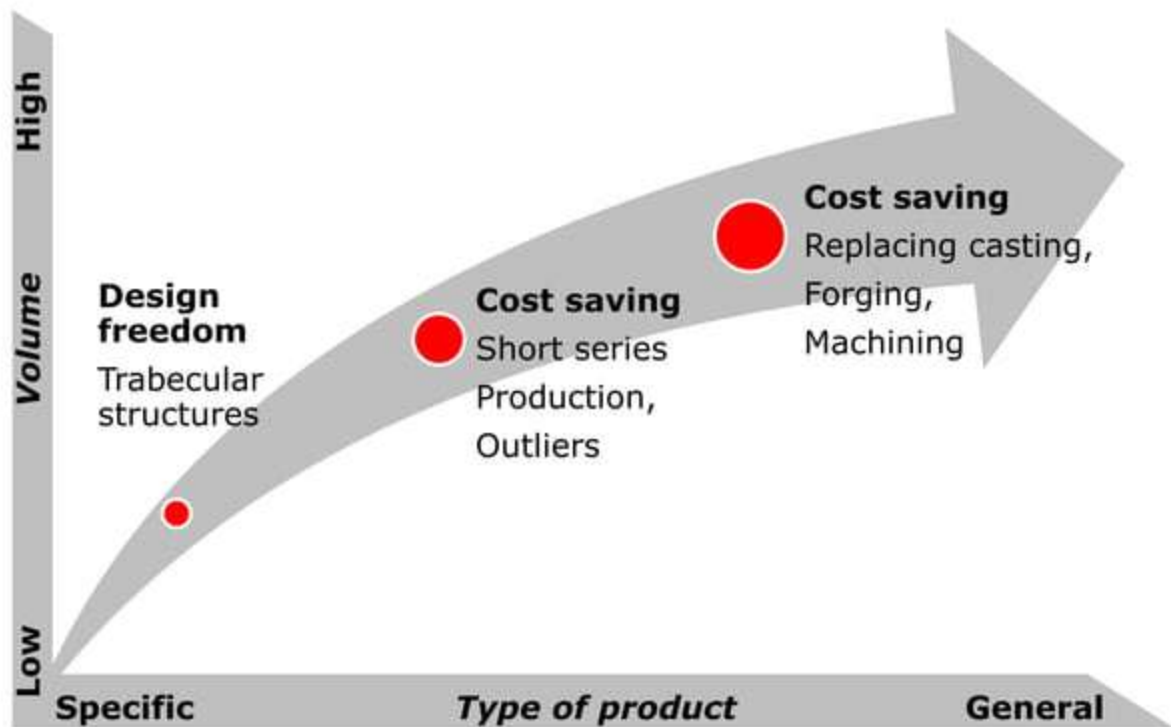 High
Volume
Low
Design
freedom
Trabecular
structures
Cost saving
Short series
Production,
Outliers
Cost saving
Replacing casting,
Forging,
Machining
Specific
Type of product
General